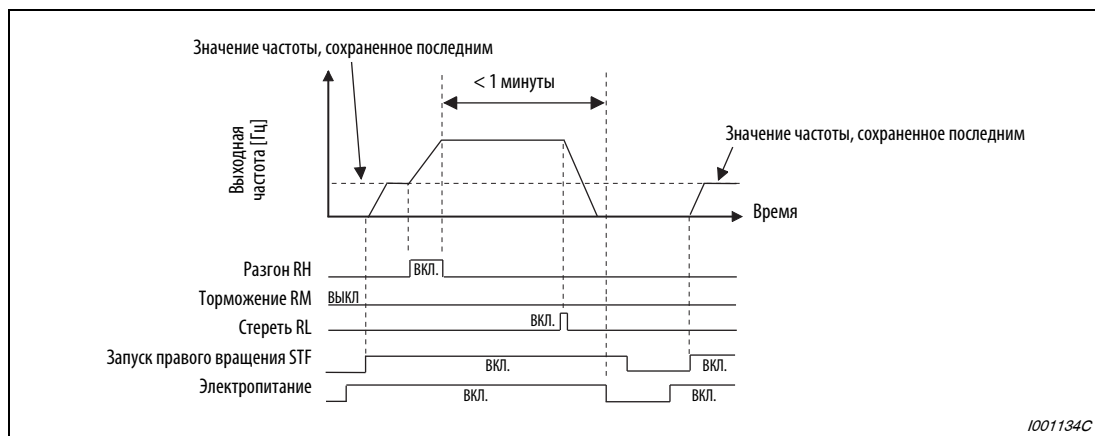 Значение частоты, сохраненное последним
< 1 минуты
Выходная
частота [Гц]
Значение частоты, сохраненное последним
Время
Разгон RH
ВКЛ.
Торможение RM
ВЫКЛ
Стереть RL
ВКЛ.
Запуск правого вращения STF
ВКЛ.
ВКЛ.
Электропитание
ВКЛ.
ВКЛ.
I001134C